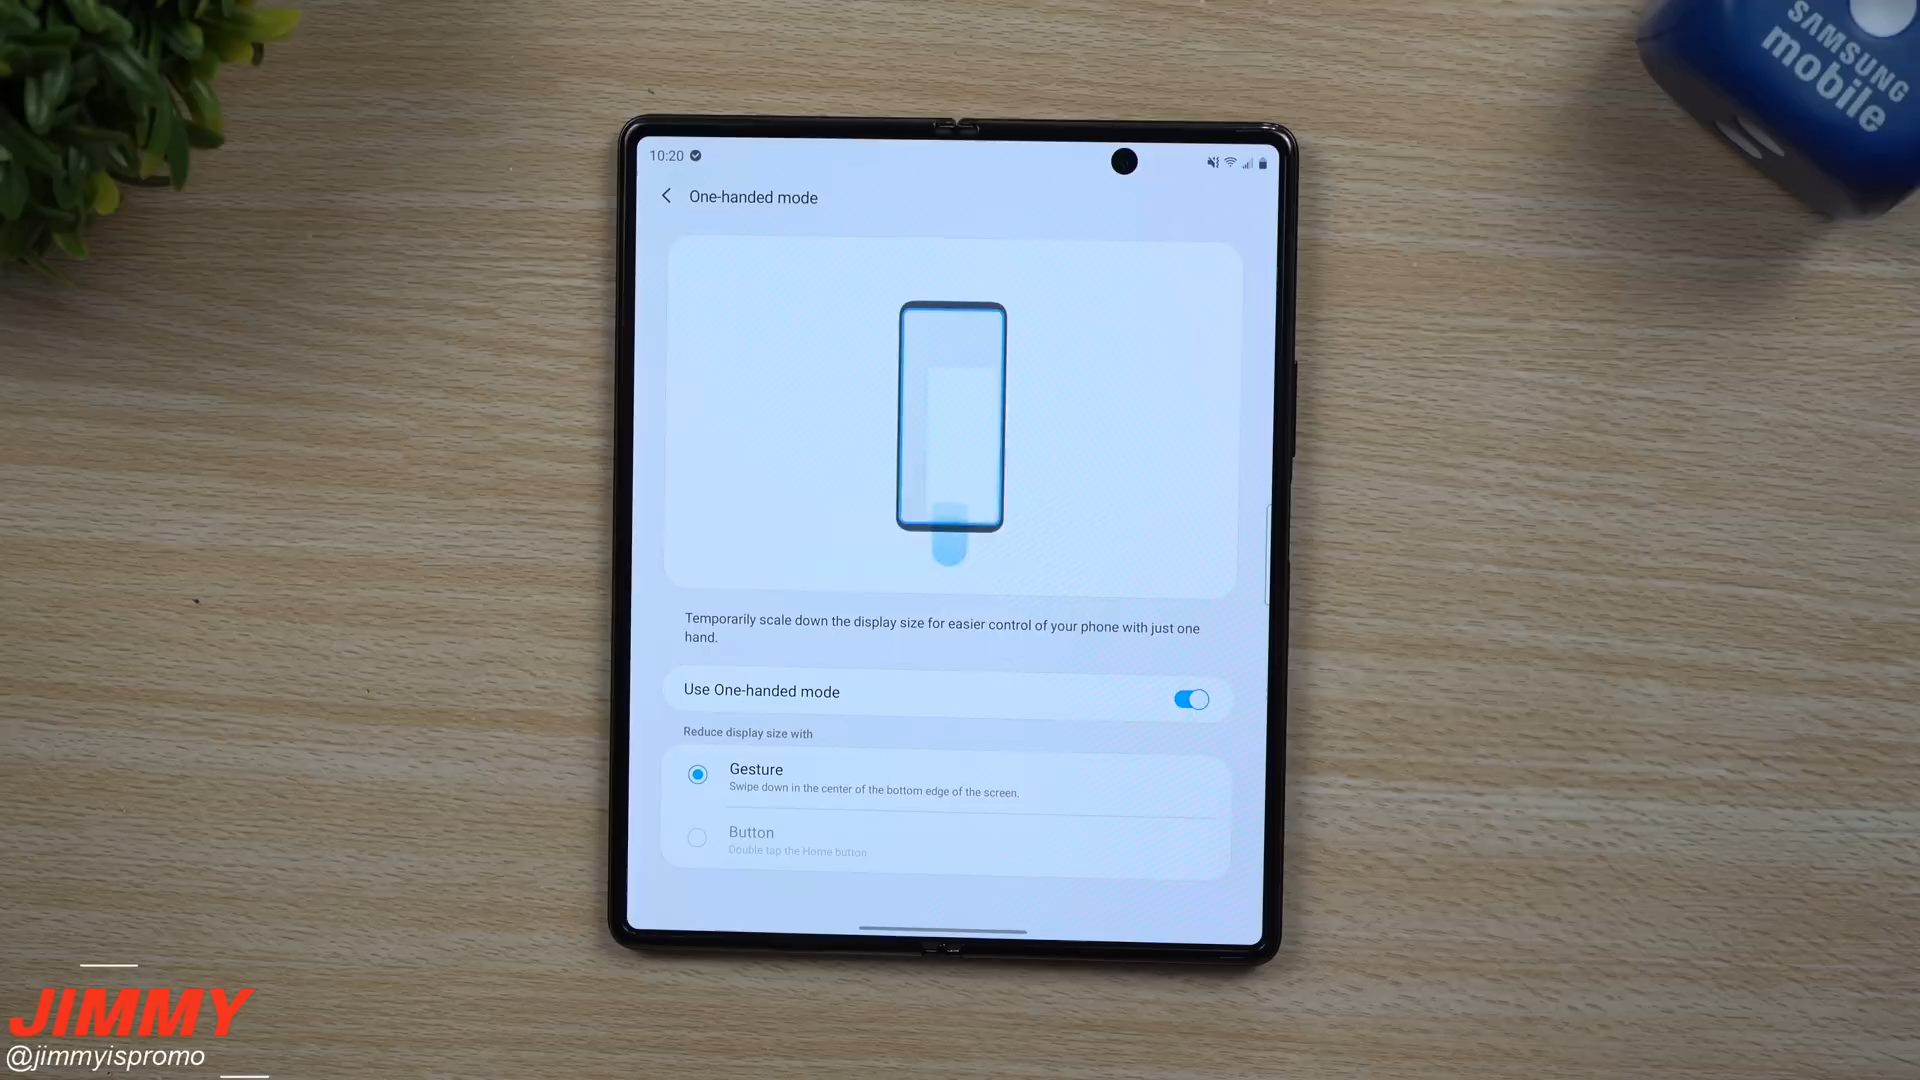 SAMSUNG
mobile
10:20
One-handed mode
Temporarily scale down the display size for easier control of your phone with just one
hand.
Use One-handed mode
Reduce display size with
Gesture
Swipe down in the center of the bottom edge of the screen.
Button
Double tap the Home button
JIMMY
@jimmyispromo